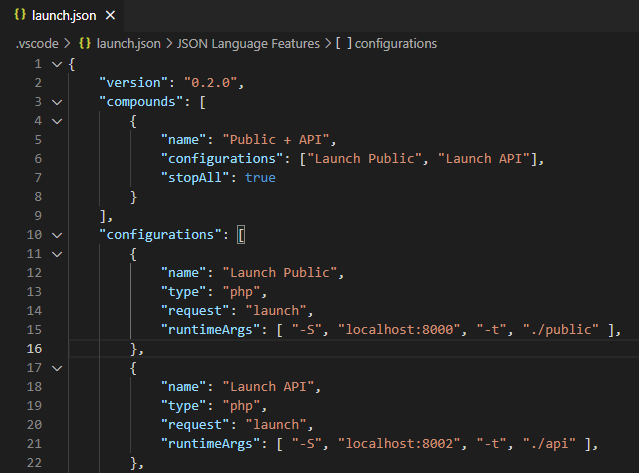 {} launch.json ×
.vscode > {} launch.json > JSON Language Features > [ ] configurations
1 {
2 "version": "0.2.0",
3 "compounds": [
4 {
5 "name": "Public + API",
6 "configurations": ["Launch Public", "Launch API"],
7 "stopAll": true
8 }
9 ],
10 "configurations": [
11 {
12 "name": "Launch Public",
13 "type": "php",
14 "request": "launch",
15 "runtimeArgs": [ "-S", "localhost:8000", "-t", "./public" ],
16 },
17 {
18 "name": "Launch API",
19 "type": "php",
20 "request": "launch",
21 "runtimeArgs": [ "-S", "localhost:8002", "-t", "./api" ],
22 },